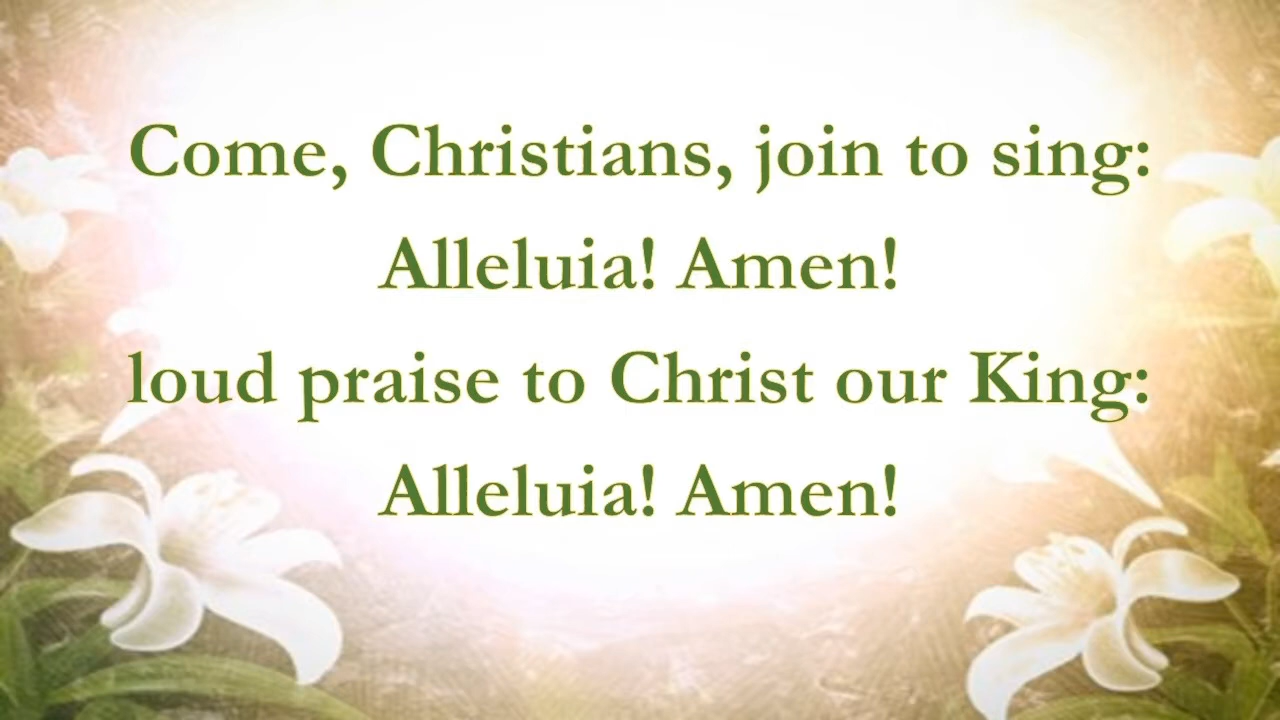 Come, Christians, join to sing:
Alleluia! Amen!
loud praise to Christ our King:
Alleluia! Amen!